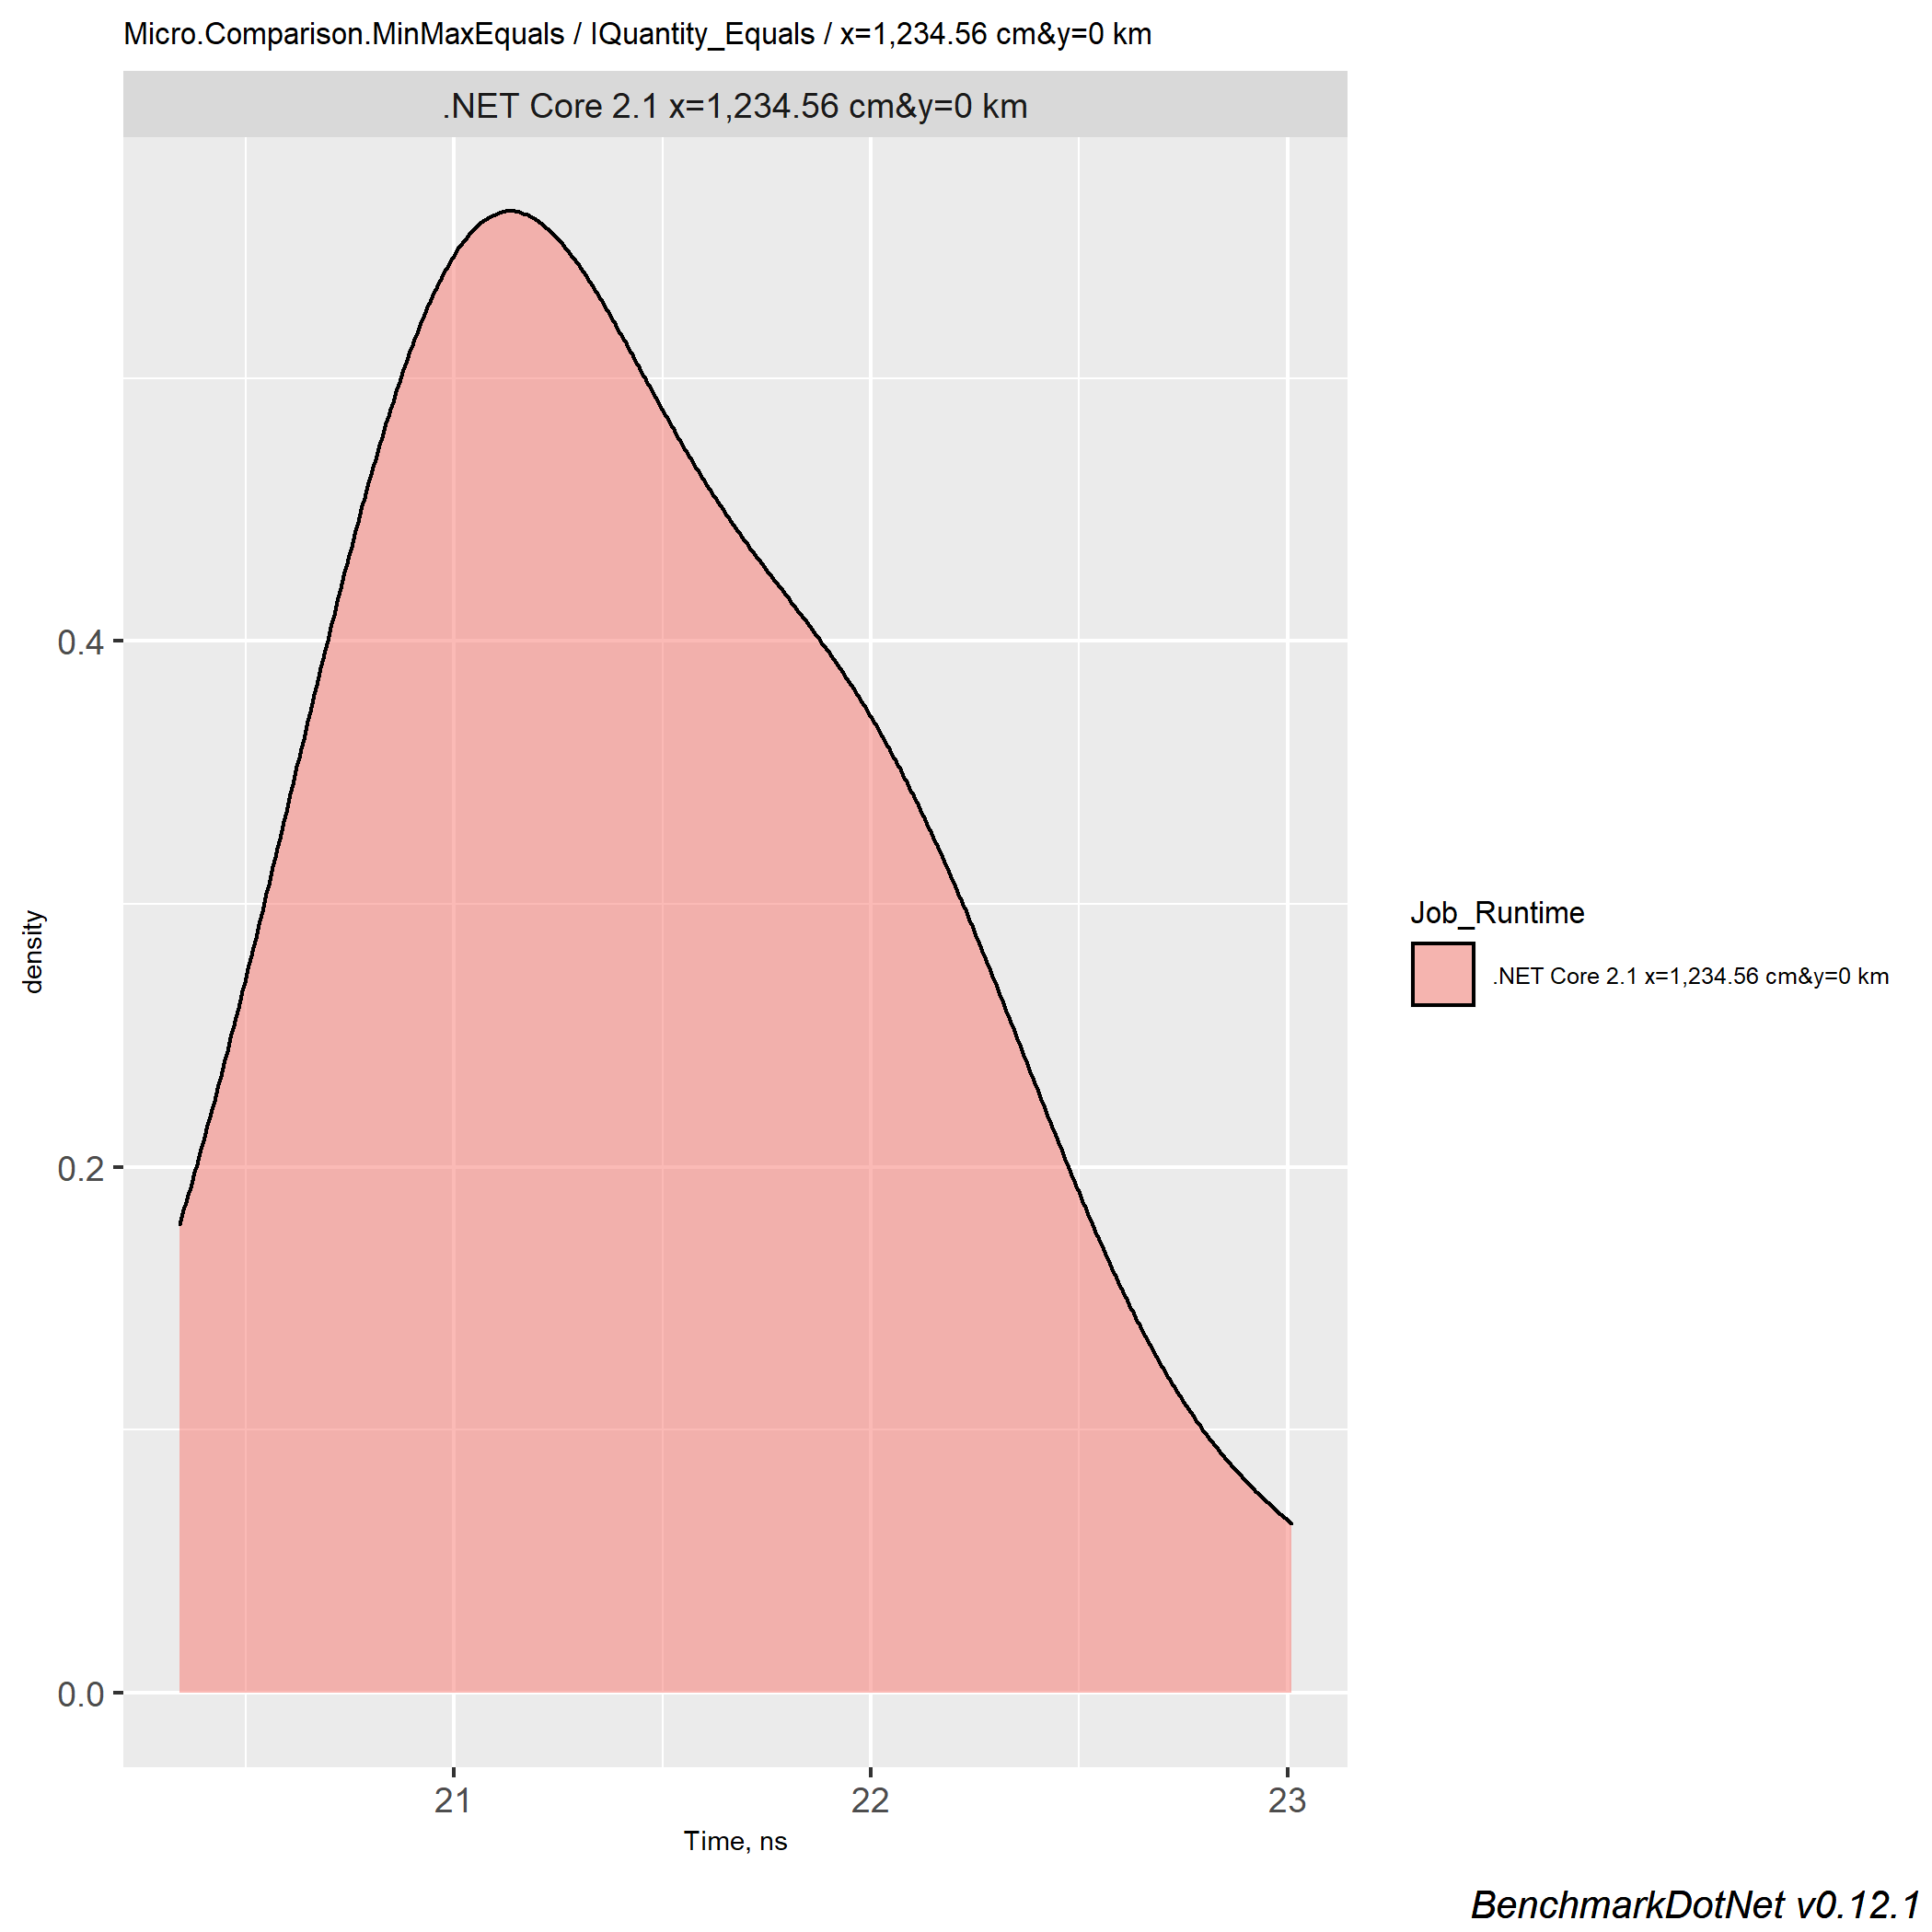 Micro.Comparison.MinMaxEquals / IQuantity_Equals / x=1,234.56 cm&y=0 km
.NET Core 2.1 x=1,234.56 cm&y=0 km
0.4
0.2
0.0
density
21 22 23
Time, ns
Job_Runtime
.NET Core 2.1 x=1,234.56 cm&y=0 km
BenchmarkDotNet v0.12.1